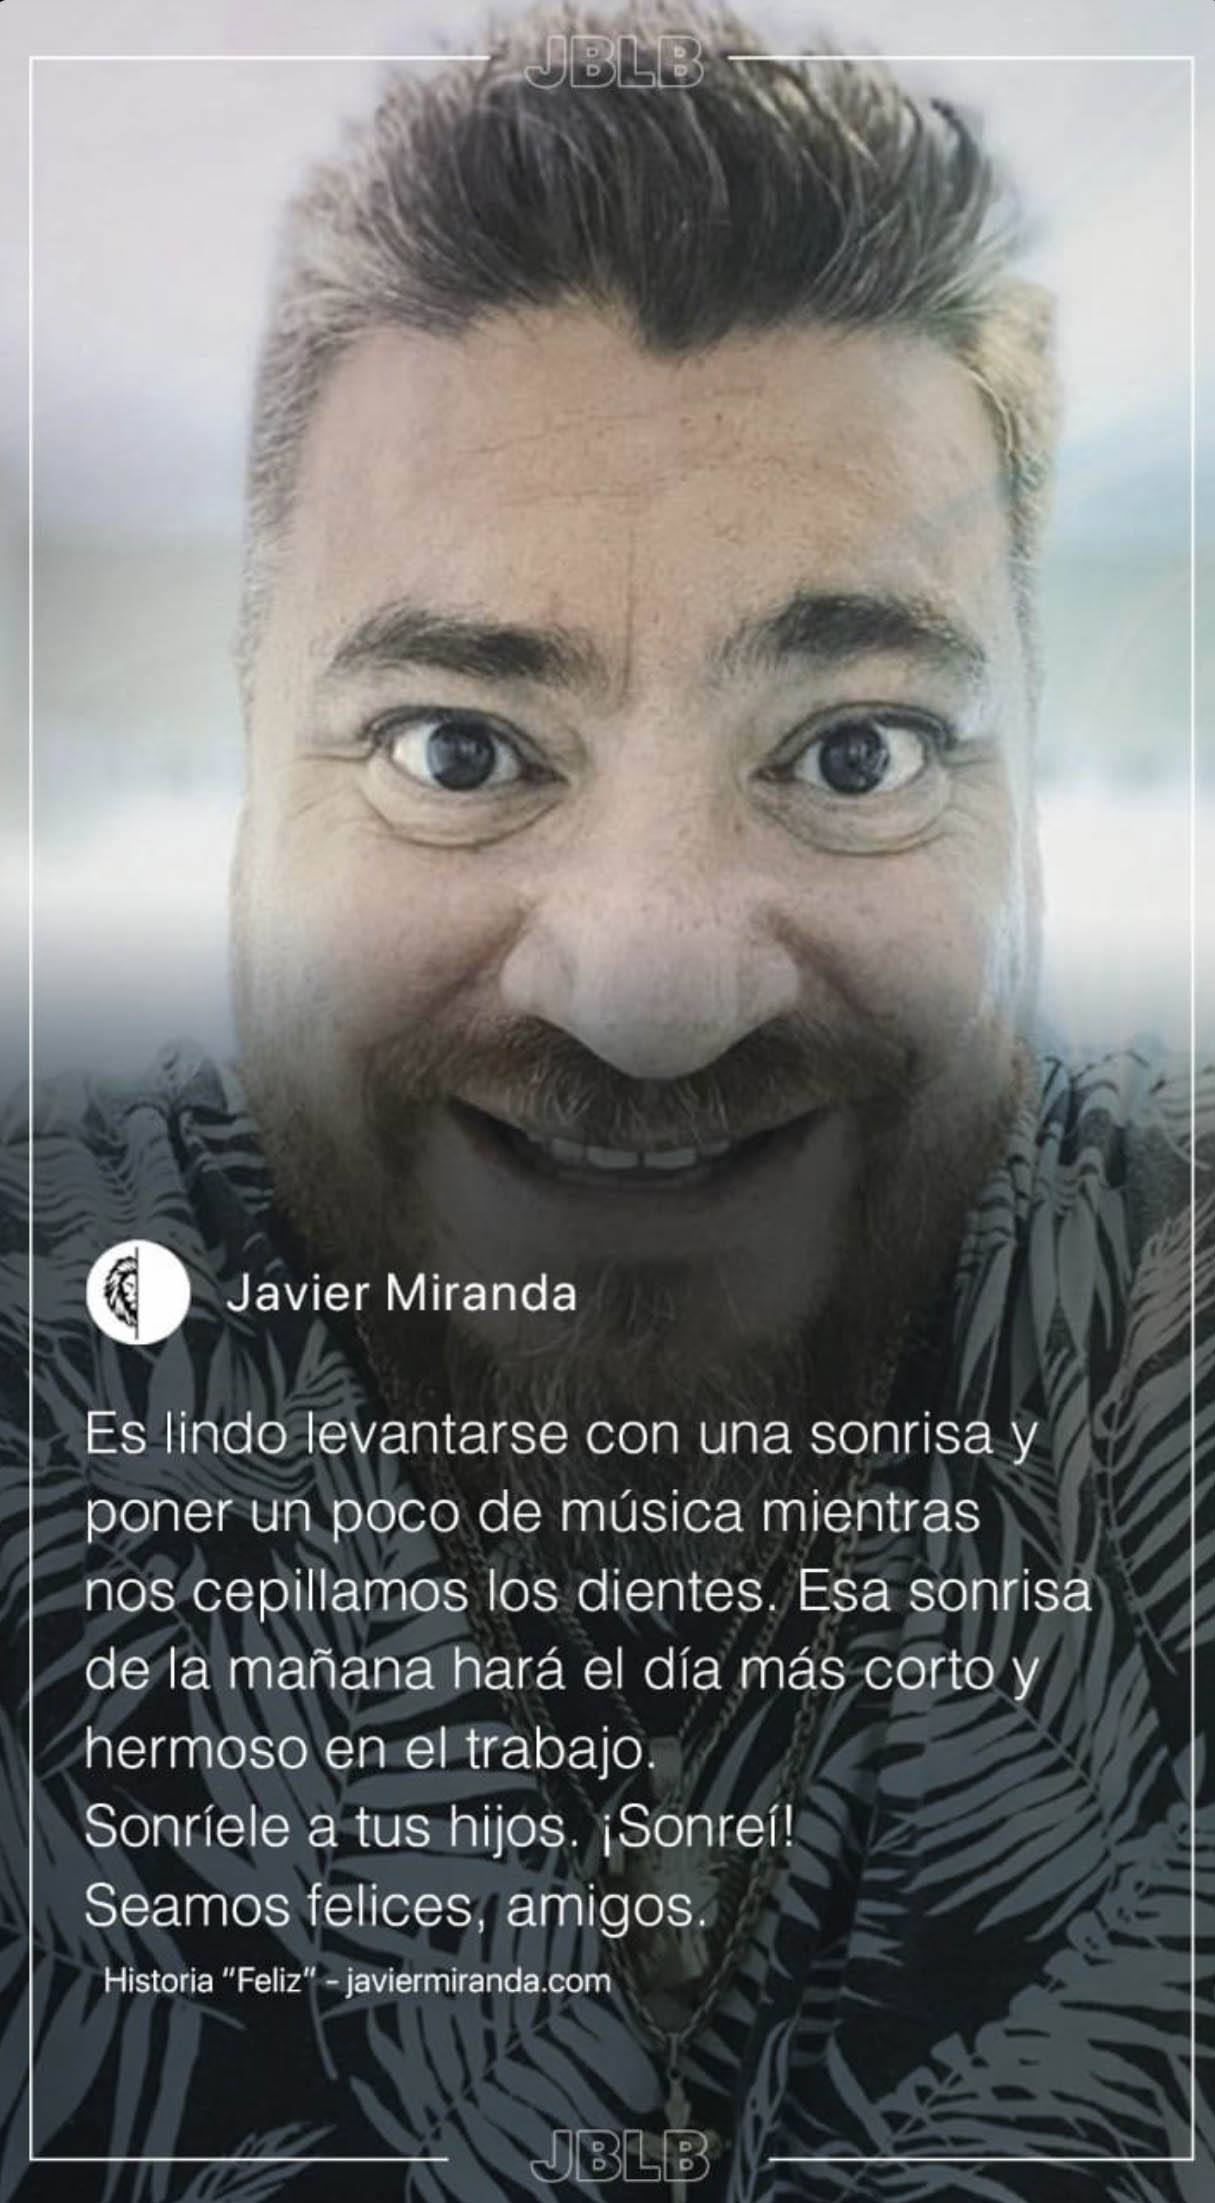 JBLB
Javier Miranda
Es lindo levantarse con una sonrisa y
poner un poco de música mientras
nos cepillamos los dientes. Esa sonrisa
de la mañana hará el día más corto y
hermoso en el trabajo.
Sonríele a tus hijos. ¡Sonreí!
Seamos felices, amigos.
Historia "Feliz" - javiermiranda.com
JBLB